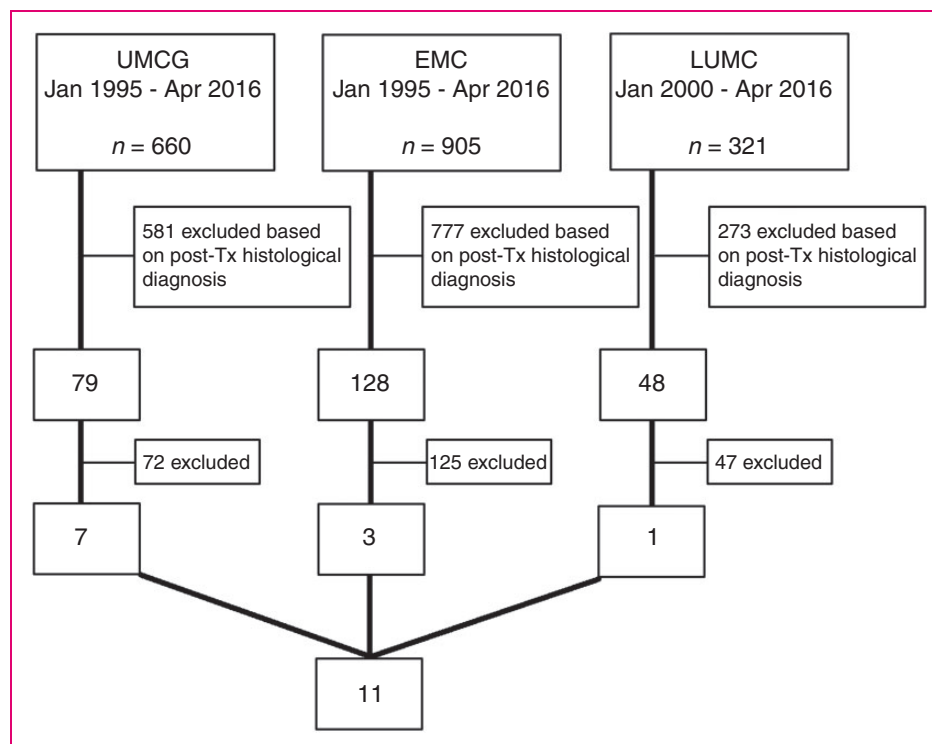 UMCG
Jan 1995 - Apr 2016
n = 660
EMC
Jan 1995 - Apr 2016
n = 905
LUMC
Jan 2000 - Apr 2016
n = 321
581 excluded based
on post-Tx histological
diagnosis
777 excluded based
on post-Tx histological
diagnosis
273 excluded based
on post-Tx histological
diagnosis
79
128
48
72 excluded
125 excluded
47 excluded
7
3
1
11